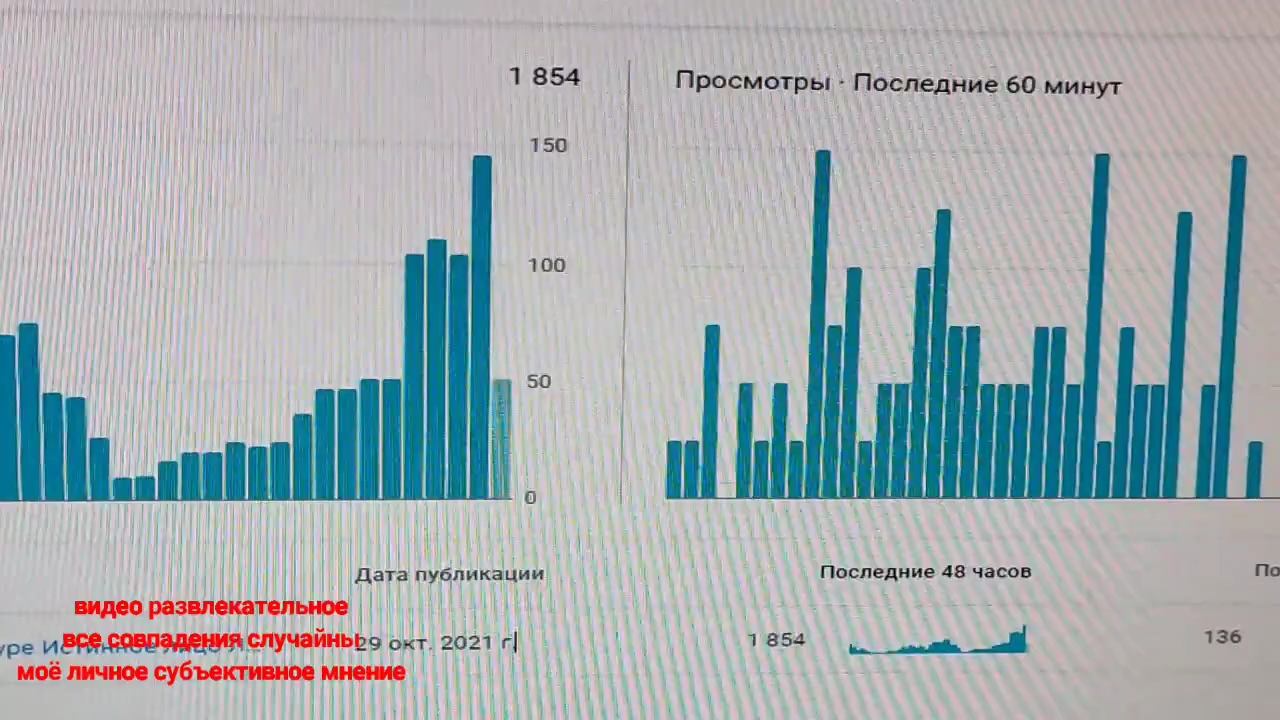 1 854
Просмотры · Последние 60 минут
150
100
50
0
Дата публикации
Последние 48 часов
видео развлекательное
все совпадения случайны
29 окт. 2021 г
1 854
136
моё личное субъективное мнение